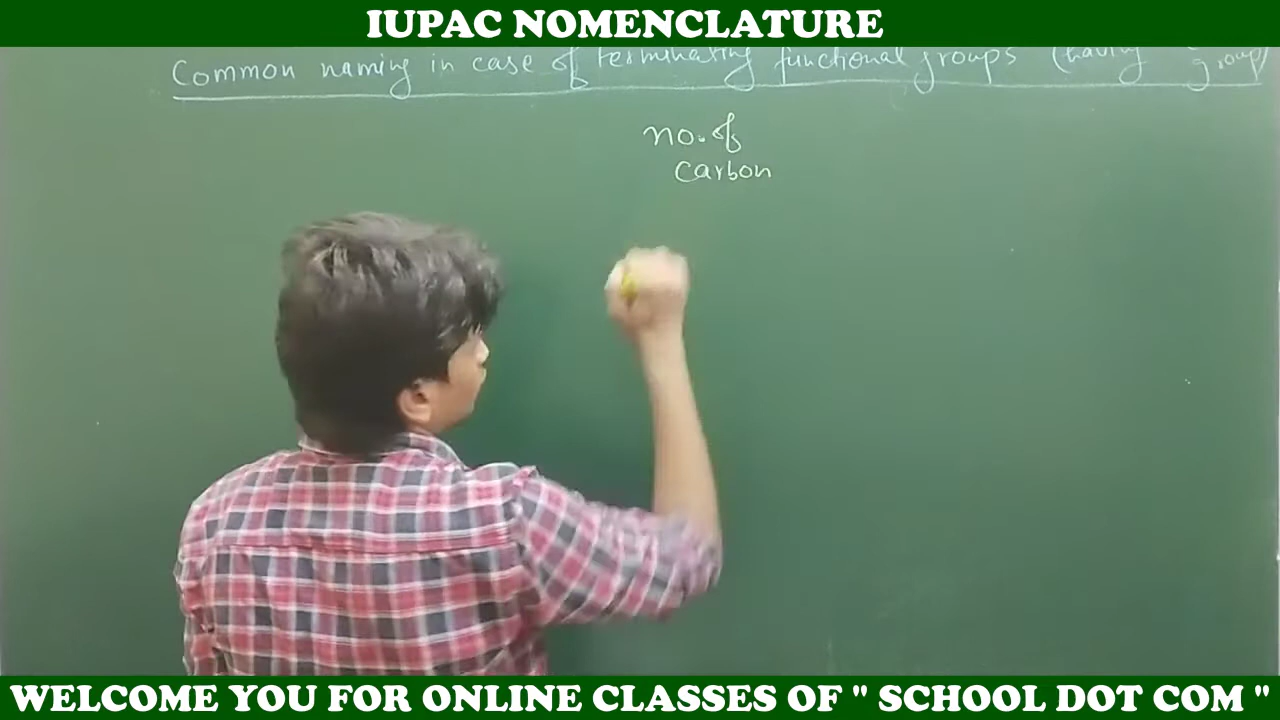 IUPAC NOMENCLATURE
Common naming in case of terminating functional groups (having
group)
no. of
carbon
WELCOME YOU FOR ONLINE CLASSES OF " SCHOOL DOT COM "